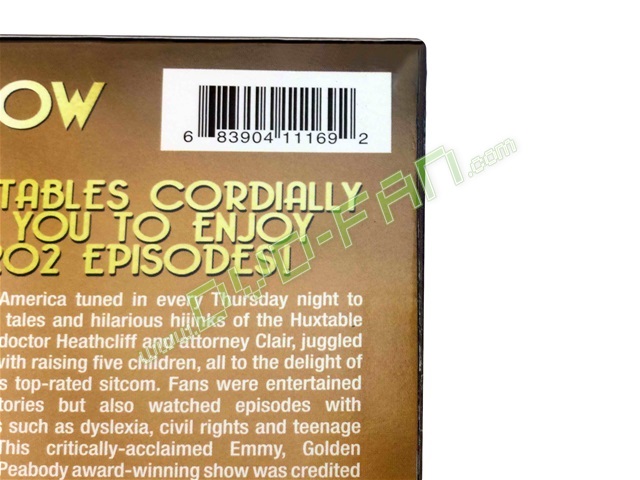 OW
6 83904 11169 2
TABLES CORDIALLY
YOU TO ENJOY
202 EPISODES!
America tuned in every Thursday night to
tales and hilarious hijinks of the Huxtable
doctor Heathcliff and attorney Clair, juggled
with raising five children, all to the delight of
s top-rated sitcom. Fans were entertained
tories but also watched episodes with
s such as dyslexia, civil rights and teenage
This critically-acclaimed Emmy, Golden
Peabody award-winning show was credited
www.DVD-FAN.com